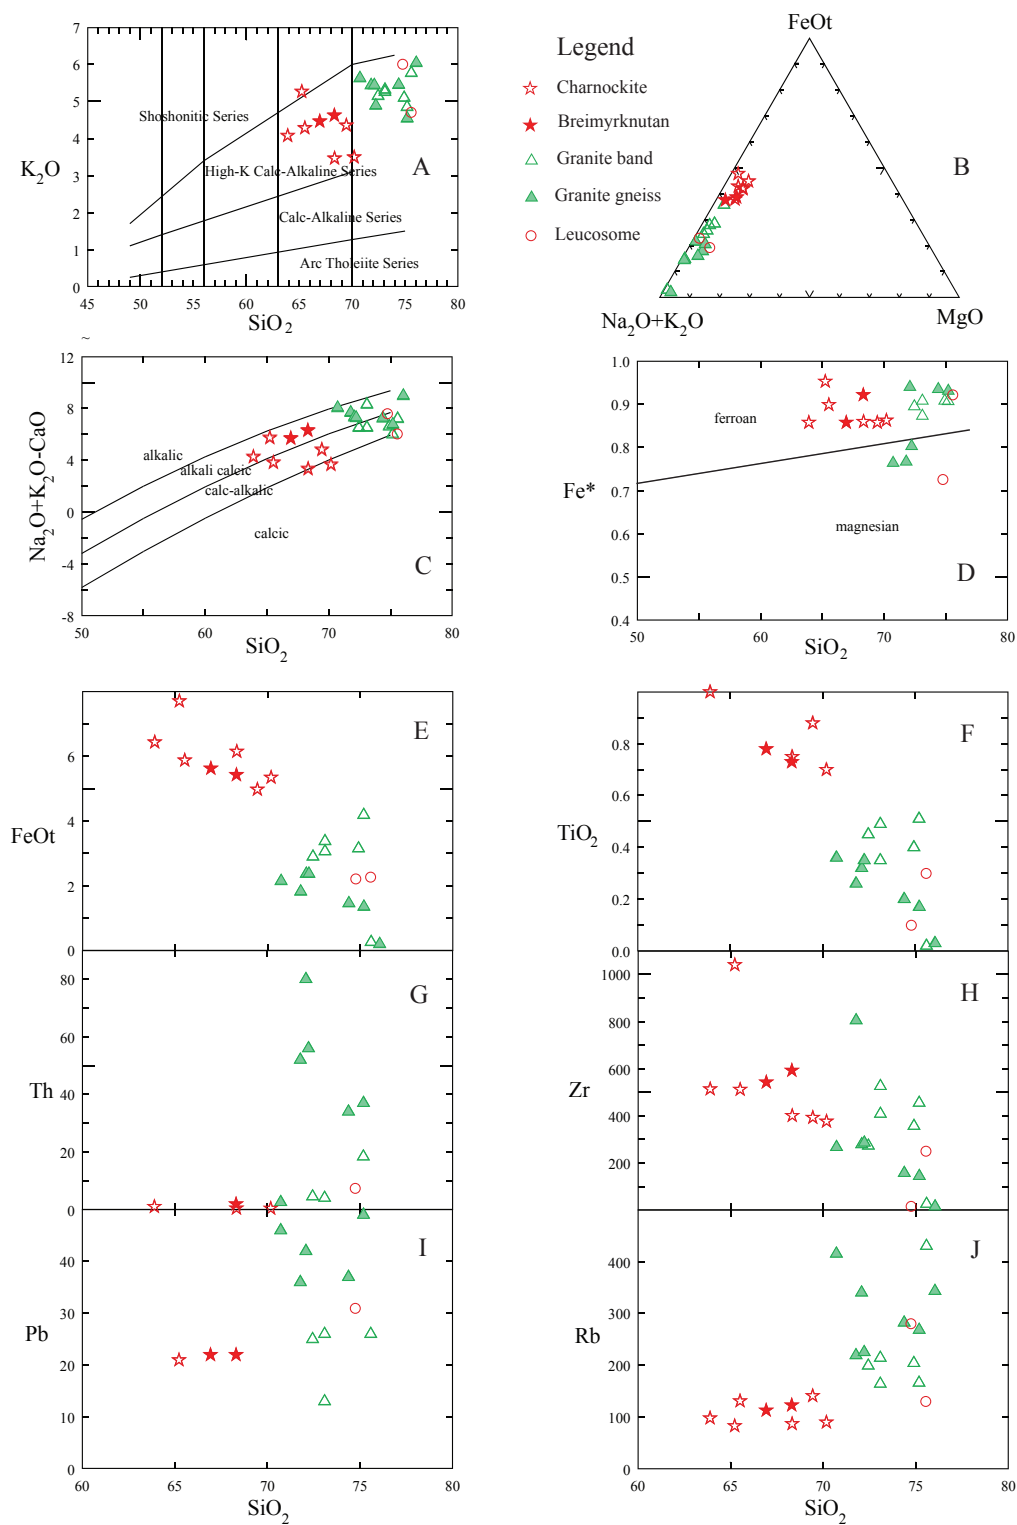 7
6
5
4
3
2
1
0
K2O
Shoshonitic Series
High-K Calc-Alkaline Series
Calc-Alkaline Series
Arc Tholeiite Series
A
45 50 55 60 65 70 75 80
SiO2
~
Legend
Charnockite
Breimyrknutan
Granite band
Granite gneiss
Leucosome
FeOt
B
Na2O+K2O
MgO
12
8
4
0
-4
-8
Na2O+K2O-CaO
alkalic
alkali calcic
calc-alkalic
calcic
C
50 60 70 80
SiO2
1.0
0.9
0.8
0.7
0.6
0.5
0.4
Fe*
ferroan
magnesian
D
50 60 70 80
SiO2
E
6
4
2
0
FeOt
F
0.8
0.6
0.4
0.2
0.0
TiO2
G
80
60
40
20
0
Th
H
1000
800
600
400
200
Zr
I
40
30
20
10
0
Pb
60 65 70 75 80
SiO2
J
400
300
200
100
0
Rb
60 65 70 75 80
SiO2